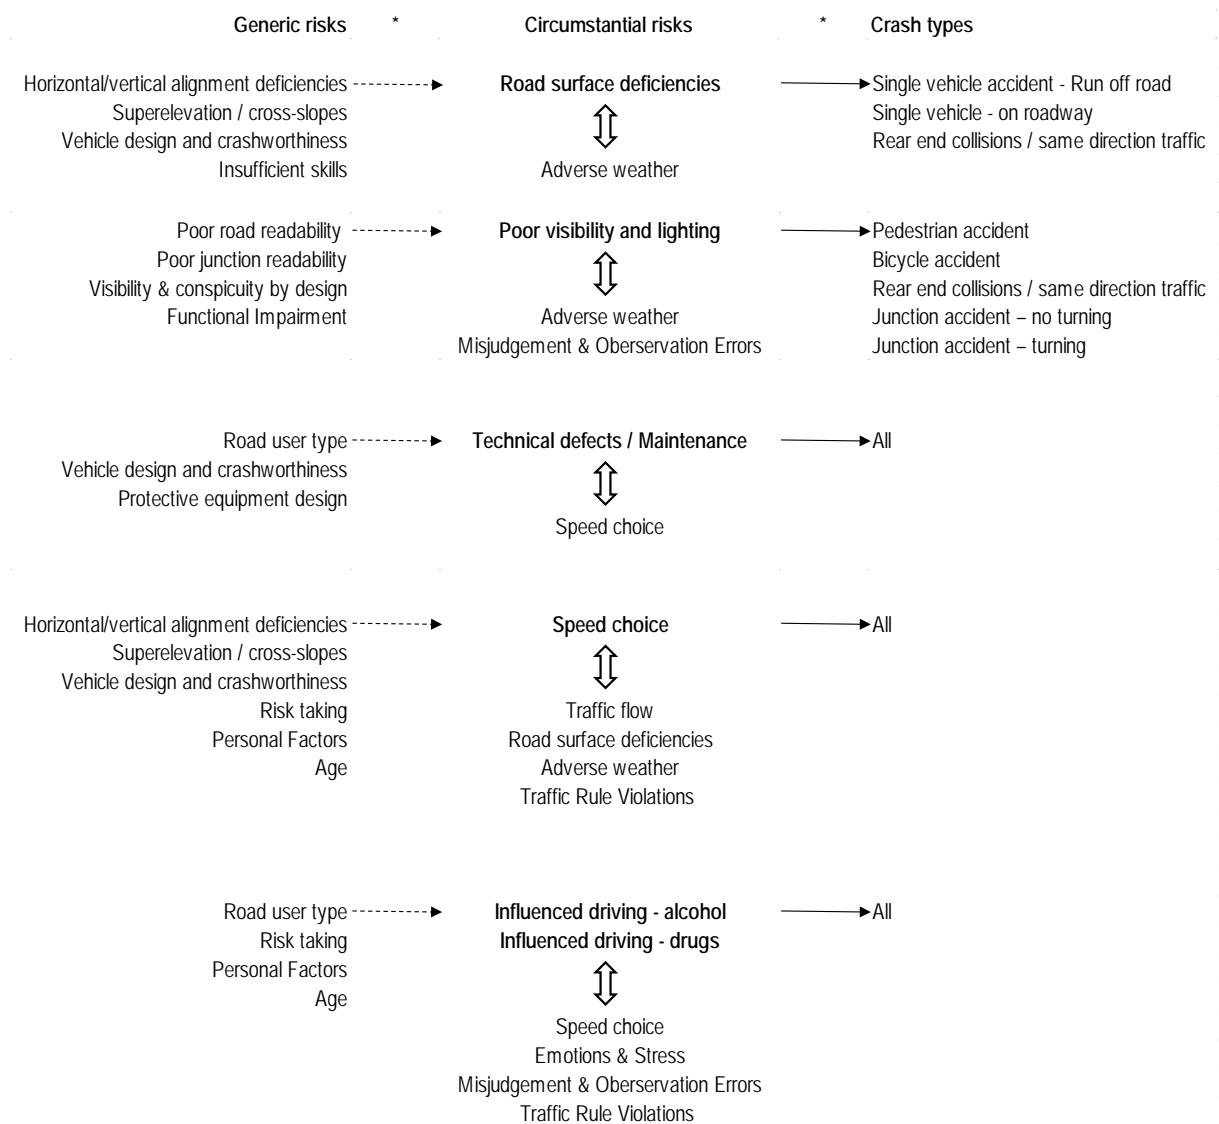 Generic risks * Circumstantial risks * Crash types
Horizontal/vertical alignment deficiencies Road surface deficiencies Single vehicle accident - Run off road
Superelevation / cross-slopes Single vehicle - on roadway
Vehicle design and crashworthiness Rear end collisions / same direction traffic
Insufficient skills Adverse weather
Poor road readability Poor visibility and lighting Pedestrian accident
Poor junction readability Bicycle accident
Visibility & conspicuity by design Rear end collisions / same direction traffic
Functional Impairment Adverse weather Junction accident – no turning
Misjudgement & Oberservation Errors Junction accident – turning
Road user type Technical defects / Maintenance All
Vehicle design and crashworthiness
Protective equipment design
Speed choice
Horizontal/vertical alignment deficiencies Speed choice All
Superelevation / cross-slopes
Vehicle design and crashworthiness
Risk taking Traffic flow
Personal Factors Road surface deficiencies
Age Adverse weather
Traffic Rule Violations
Road user type Influenced driving - alcohol All
Risk taking Influenced driving - drugs
Personal Factors
Age
Speed choice
Emotions & Stress
Misjudgement & Oberservation Errors
Traffic Rule Violations